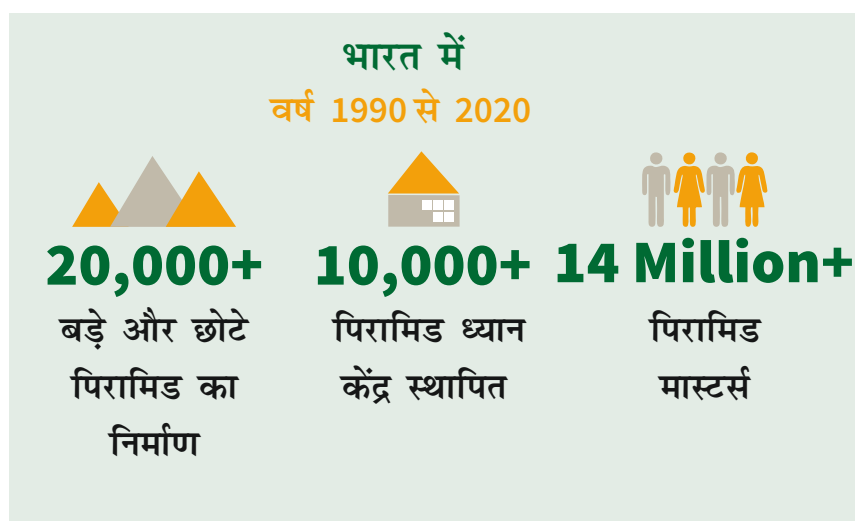 भारत में
वर्ष 1990 से 2020
20,000+
बड़े और छोटे
पिरामिड का
निर्माण
10,000+
पिरामिड ध्यान
केंद्र स्थापित
14 Million+
पिरामिड
मास्टर्स